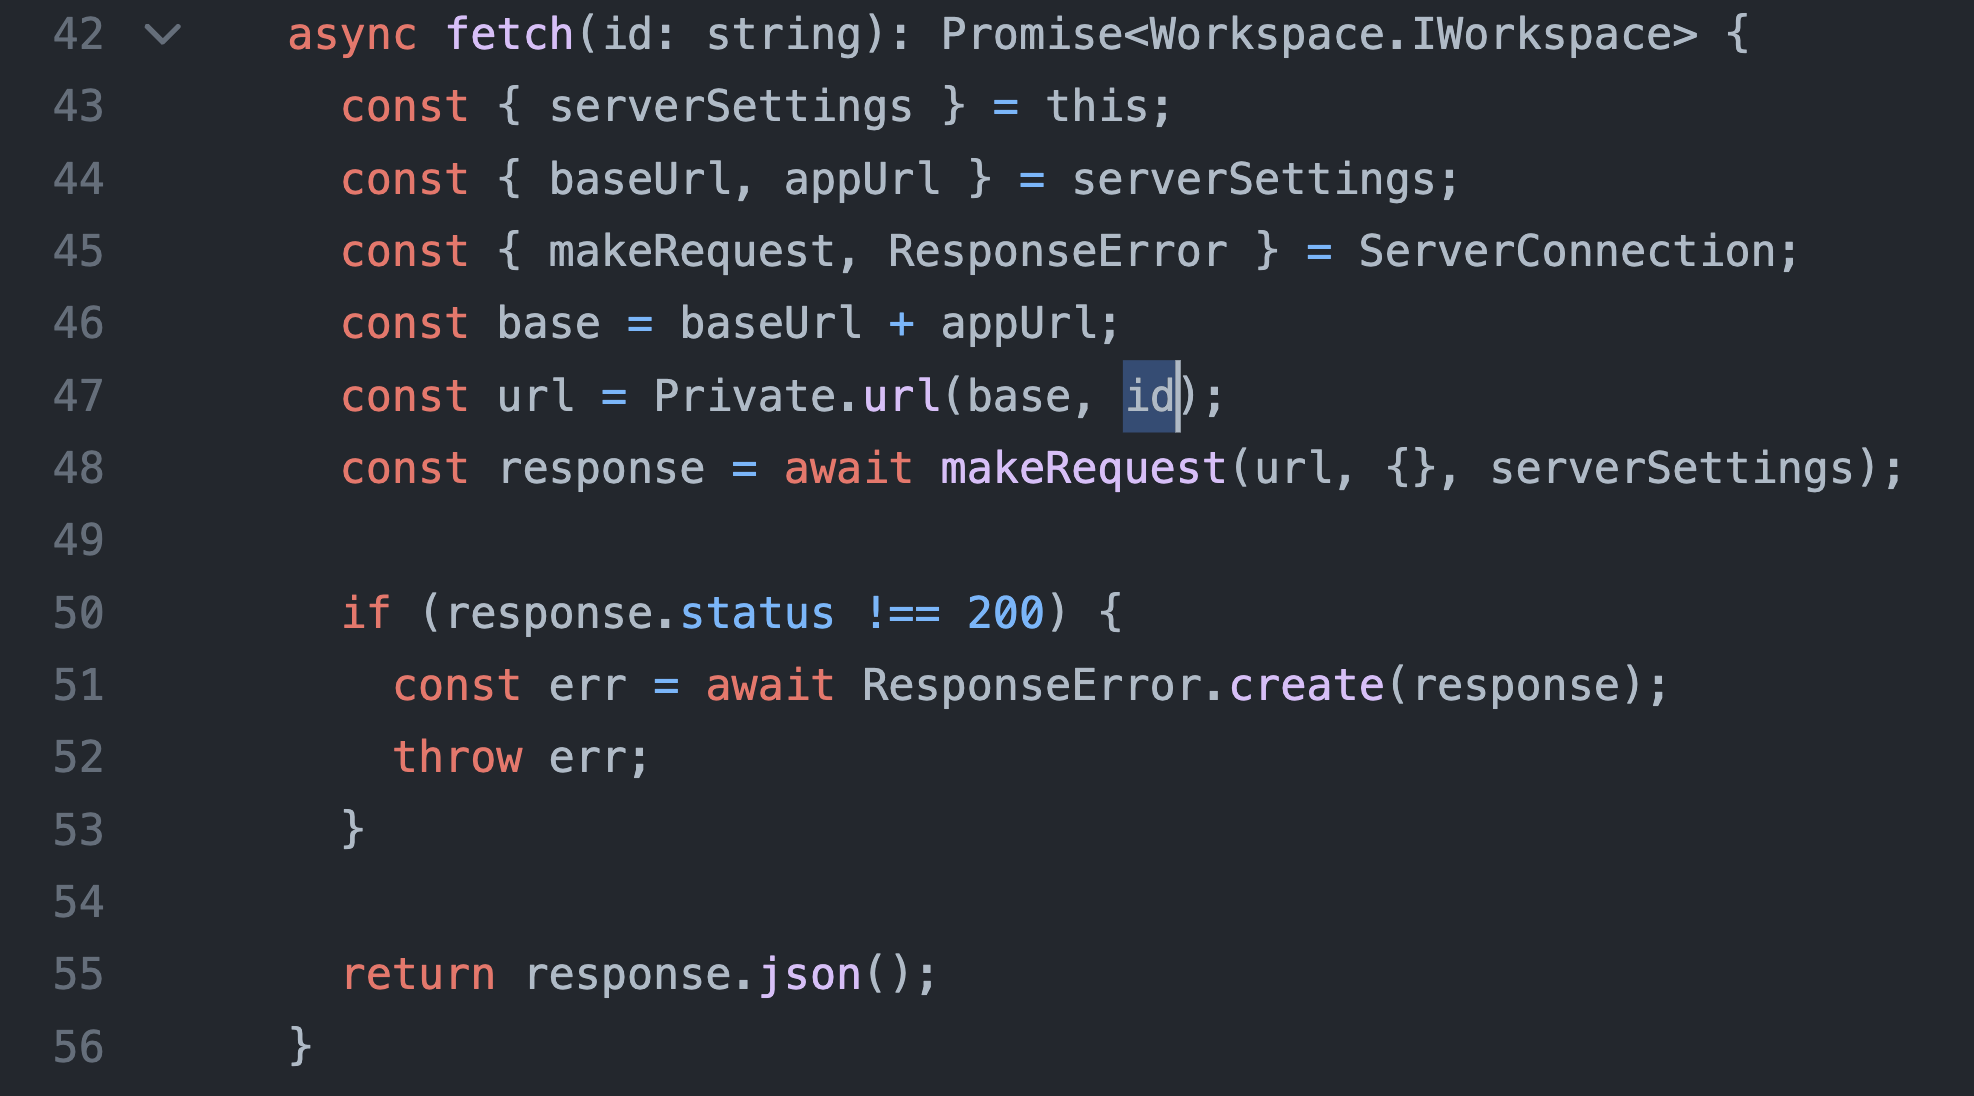 42 async fetch(id: string): Promise<Workspace.IWorkspace> {
43 const { serverSettings } = this;
44 const { baseUrl, appUrl } = serverSettings;
45 const { makeRequest, ResponseError } = ServerConnection;
46 const base = baseUrl + appUrl;
47 const url = Private.url(base, id);
48 const response = await makeRequest(url, {}, serverSettings);
49
50 if (response.status !== 200) {
51 const err = await ResponseError.create(response);
52 throw err;
53 }
54
55 return response.json();
56 }